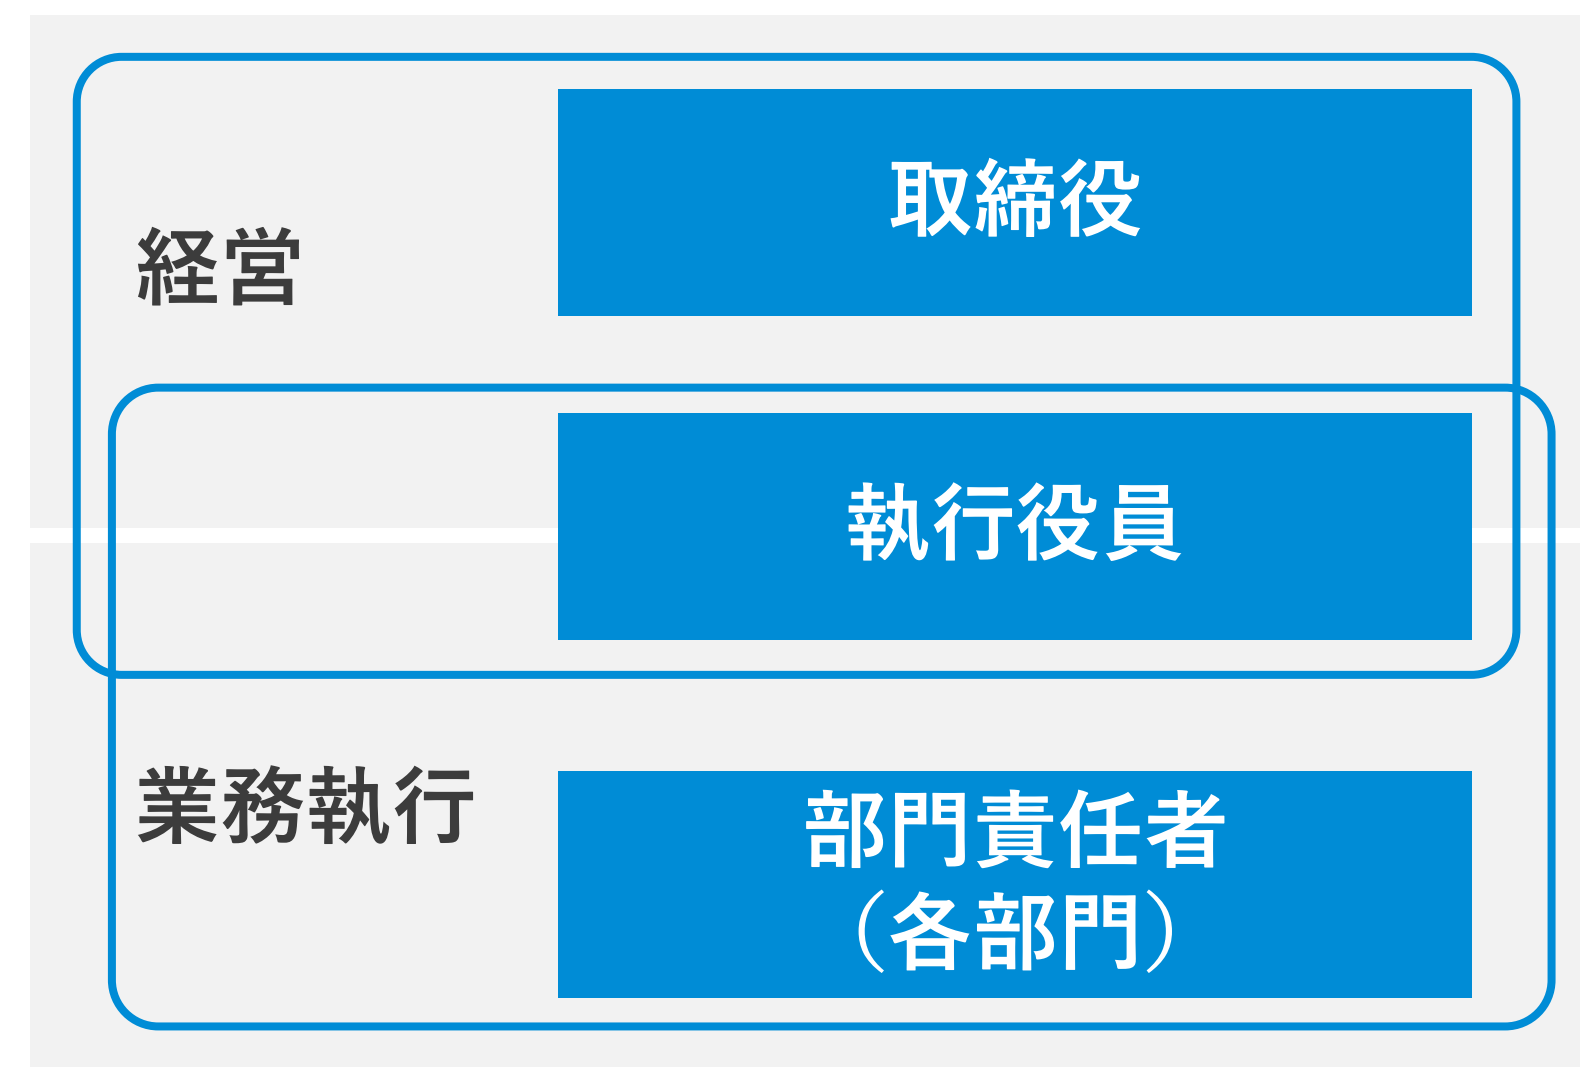 経営
取締役
執行役員
業務執行
部門責任者
（各部門）